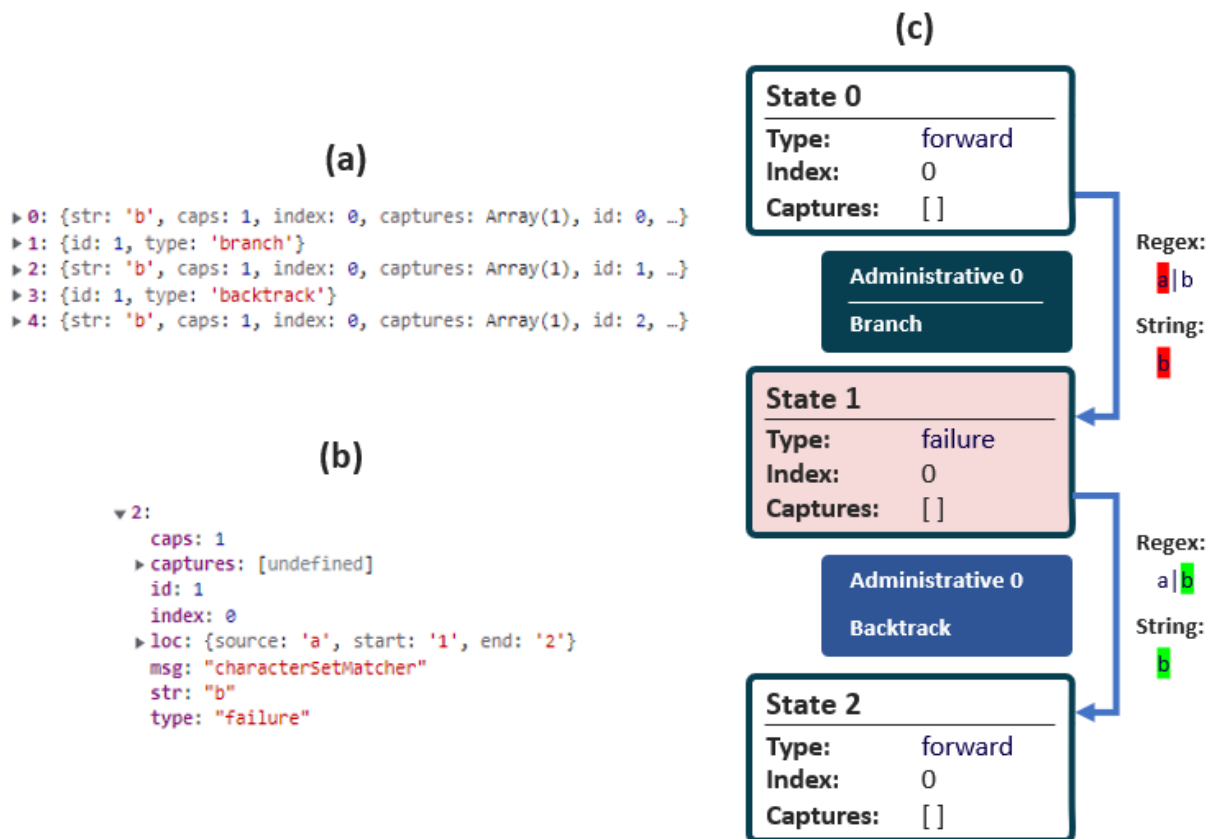 (a)
▸ 0: {str: 'b', caps: 1, index: 0, captures: Array(1), id: 0, …}
▸ 1: {id: 1, type: 'branch'}
▸ 2: {str: 'b', caps: 1, index: 0, captures: Array(1), id: 1, …}
▸ 3: {id: 1, type: 'backtrack'}
▸ 4: {str: 'b', caps: 1, index: 0, captures: Array(1), id: 2, …}
(b)
▾ 2:
caps: 1
▸ captures: [undefined]
id: 1
index: 0
▸ loc: {source: 'a', start: '1', end: '2'}
msg: "characterSetMatcher"
str: "b"
type: "failure"
(c)
State 0
Type: forward
Index: 0
Captures: [ ]
Regex:
a|b
String:
b
Administrative 0
Branch
State 1
Type: failure
Index: 0
Captures: [ ]
Regex:
a|b
String:
b
Administrative 0
Backtrack
State 2
Type: forward
Index: 0
Captures: [ ]